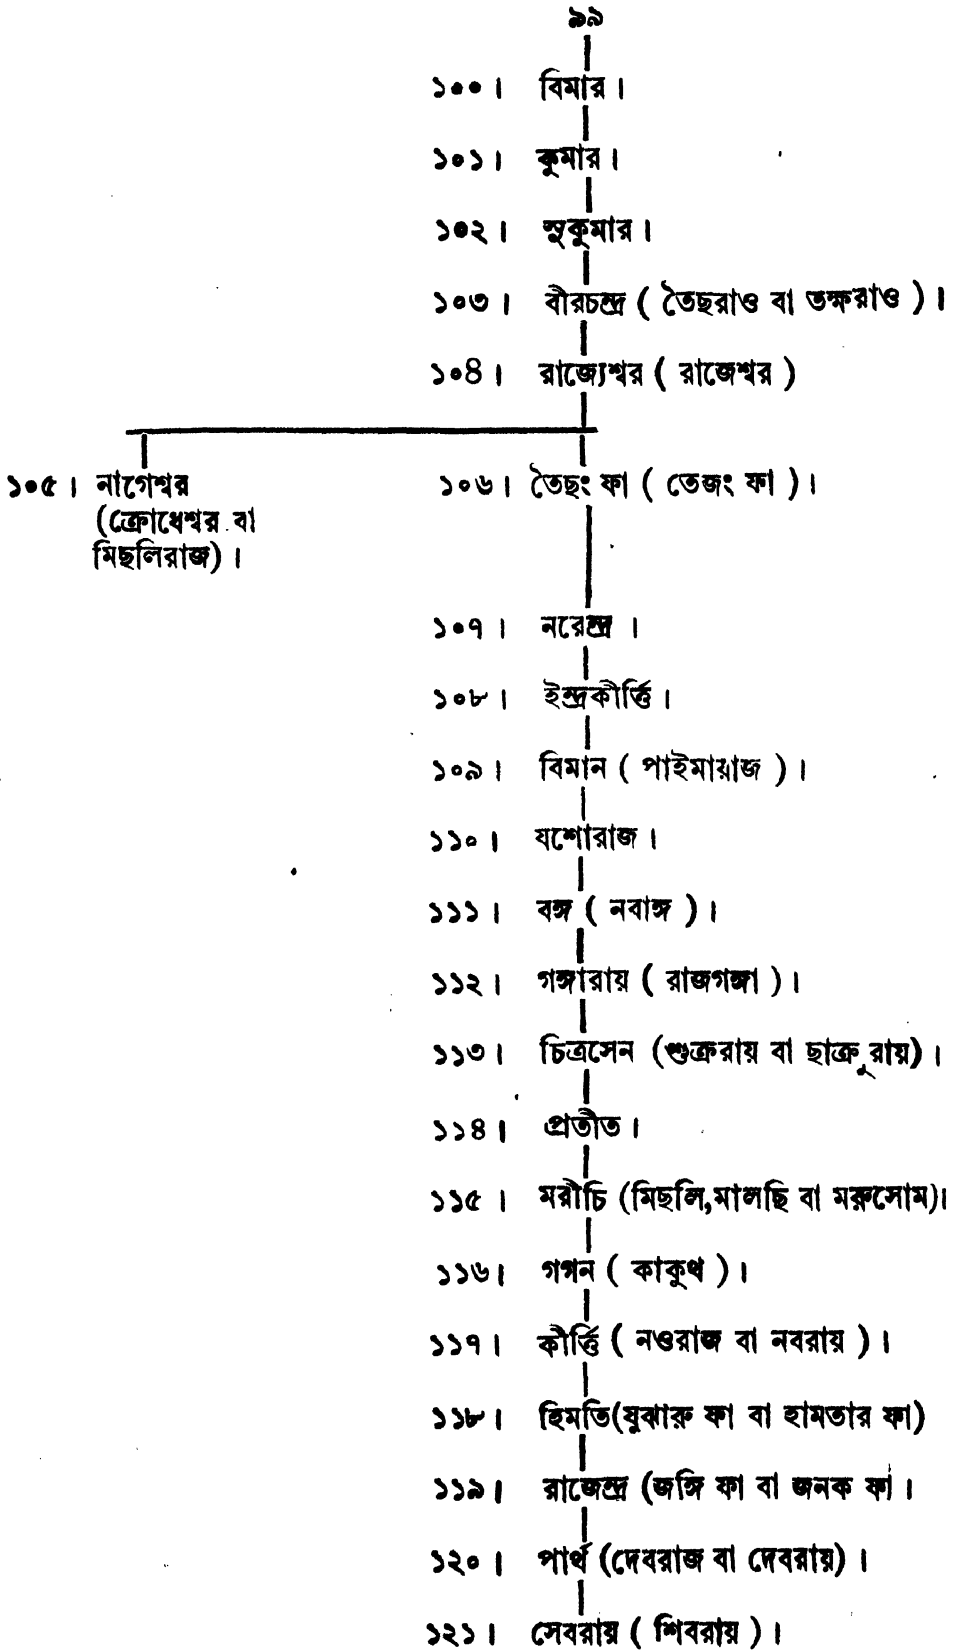 ৯৯
১০০। বিমার।
১০১। কুমার।
১০২। সুকুমার।
১০৩। বীরচন্দ্র ( তৈছরাও বা তক্ষরাও )।
১০৪। রাজ্যেশ্বর ( রাজেশ্বর )
১০৫। নাগেশ্বর
(ক্রোধেশ্বর বা
মিছলিরাজ)।
১০৬। তৈছং ফা ( তেজং ফা )।
১০৭। নরেন্দ্র ।
১০৮। ইন্দ্রকীর্ত্তি।
১০৯। বিমান ( পাইমারাজ )।
১১০। যশোরাজ।
১১১। বঙ্গ ( নবাঙ্গ )।
১১২। গঙ্গারায় ( রাজগঙ্গা )।
১১৩। চিত্রসেন (শুক্ররায় বা ছাক্রুরায়)।
১১৪। প্রতীত।
১১৫। মরীচি (মিছলি,মালছি বা মরুসোম)।
১১৬। গগন ( কাকুথ )।
১১৭। কীর্ত্তি ( নওরাজ বা নবরায় )।
১১৮। হিমতি(যুঝারু ফা বা হামতার ফা)
১১৯। রাজেন্দ্র (জঙ্গি ফা বা জনক ফা।
১২০। পার্থ (দেবরাজ বা দেবরায়)।
১২১। সেবরায় ( শিবরায় )।